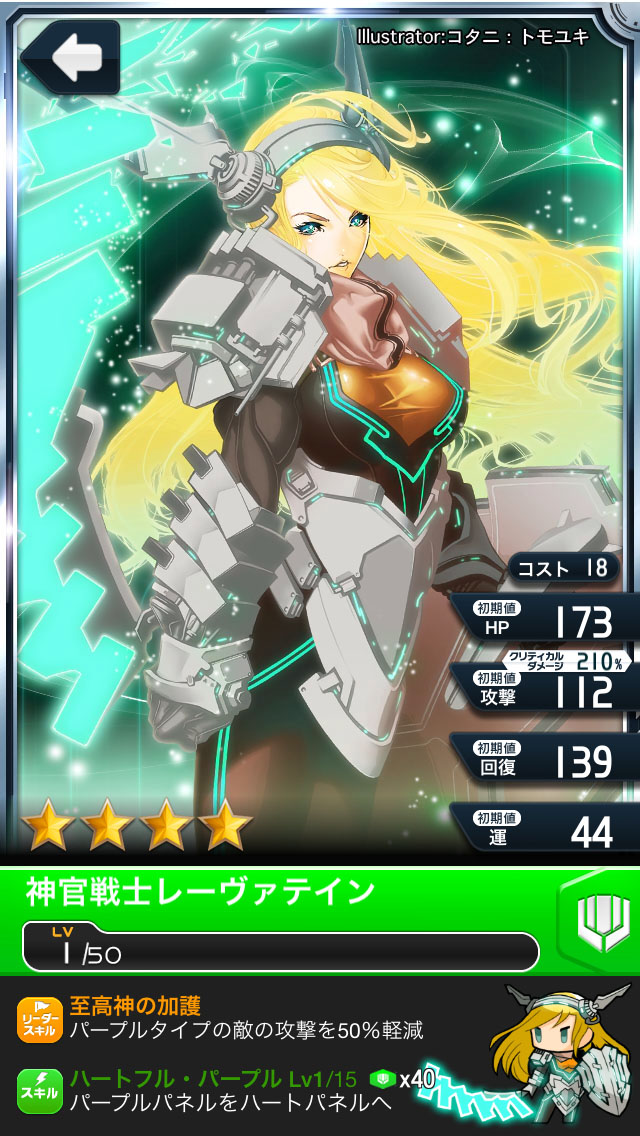 Illustrator:コタニ：トモユキ
コスト 18
初期値
HP 173
クリティカル
ダメージ 210%
初期値
攻撃 112
初期値
回復 139
初期値
運 44
神官戦士レーヴァテイン
LV
1/50
リーダー
スキル
至高神の加護
パープルタイプの敵の攻撃を50%軽減
スキル
ハートフル・パープル Lv1/15 x40
パープルパネルをハートパネルへ